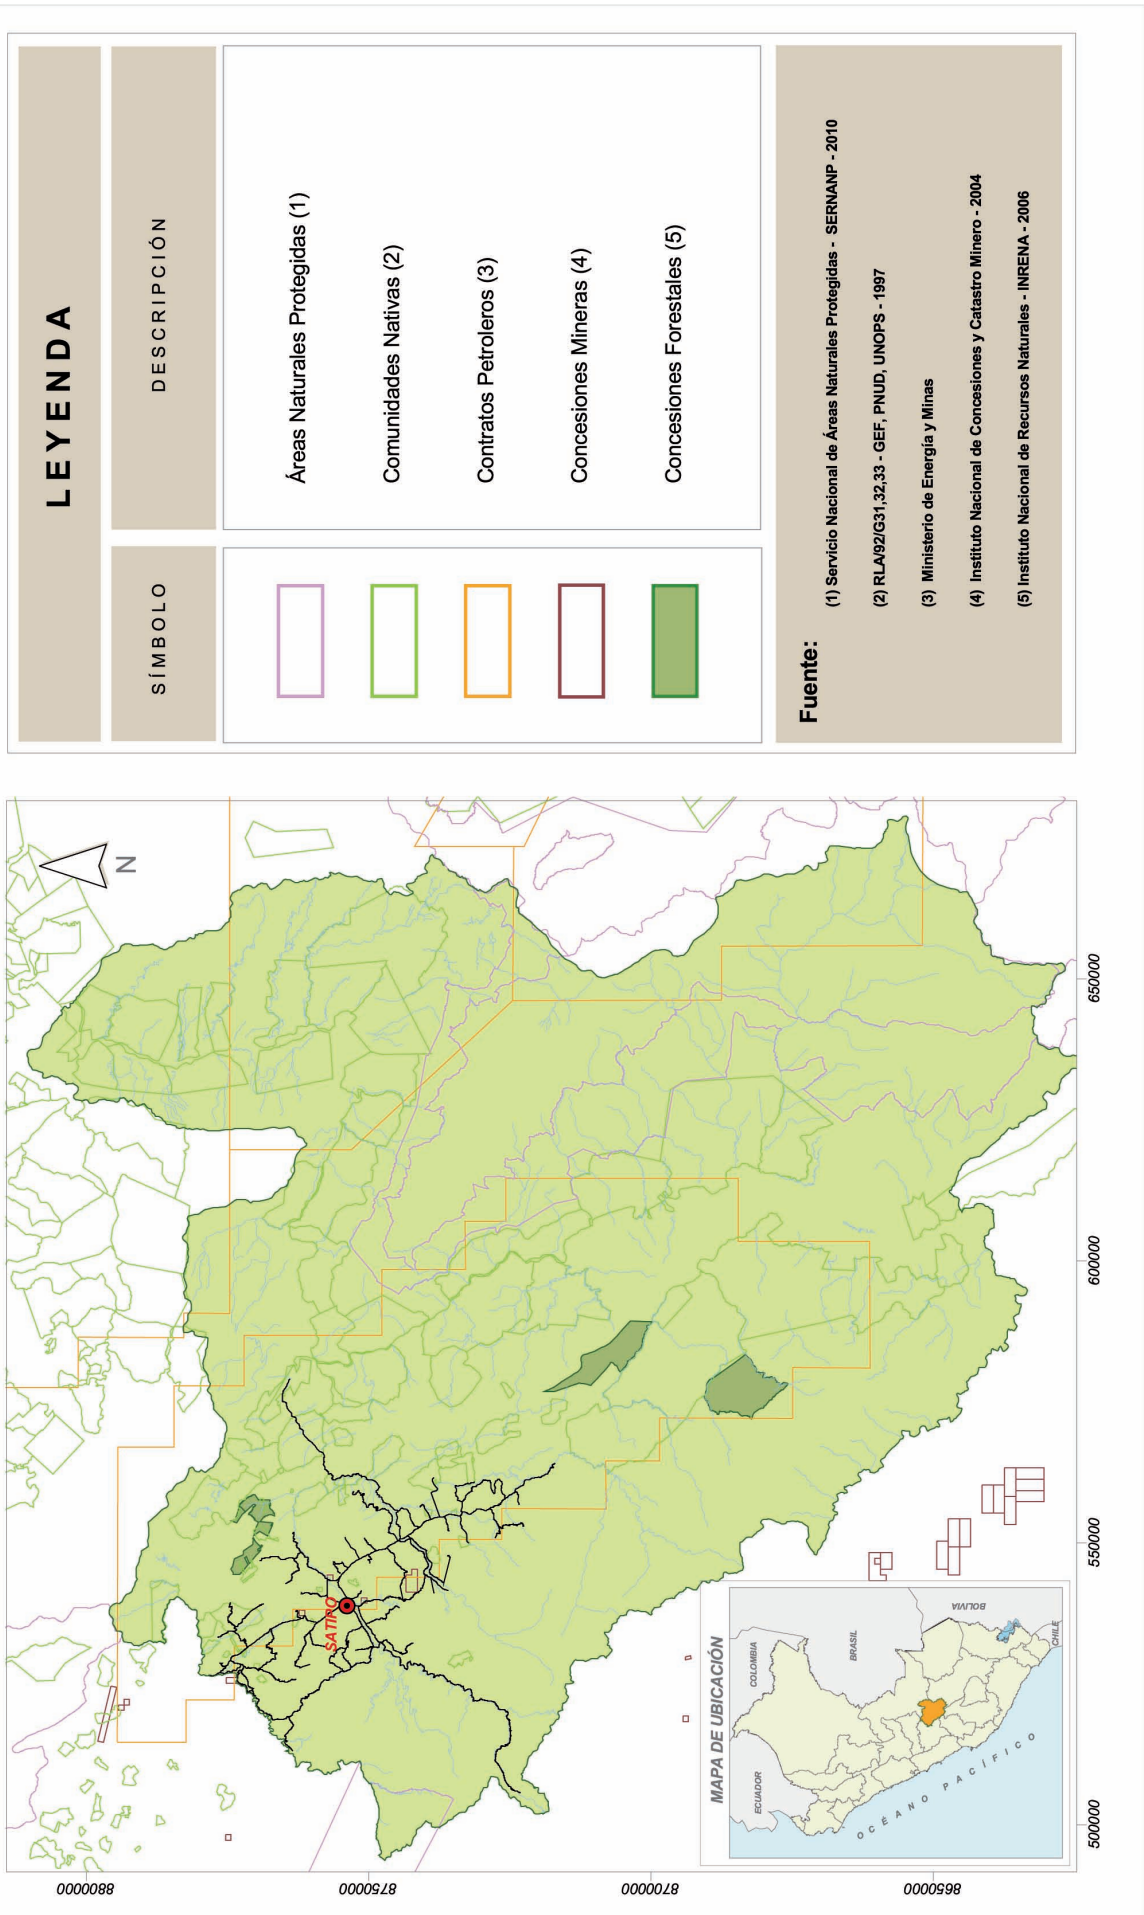 LEYENDA
SÍMBOLO
DESCRIPCIÓN
Áreas Naturales Protegidas (1)
Comunidades Nativas (2)
Contratos Petroleros (3)
Concesiones Mineras (4)
Concesiones Forestales (5)
Fuente:
(1) Servicio Nacional de Áreas Naturales Protegidas - SERNANP - 2010
(2) RLA/92/G31,32,33 - GEF, PNUD, UNOPS - 1997
(3) Ministerio de Energía y Minas
(4) Instituto Nacional de Concesiones y Catastro Minero - 2004
(5) Instituto Nacional de Recursos Naturales - INRENA - 2006
N
SATIPO
8800000
8750000
8700000
8650000
500000
550000
600000
650000
MAPA DE UBICACIÓN
ECUADOR
COLOMBIA
BRASIL
BOLIVIA
CHILE
OCÉANO PACÍFICO